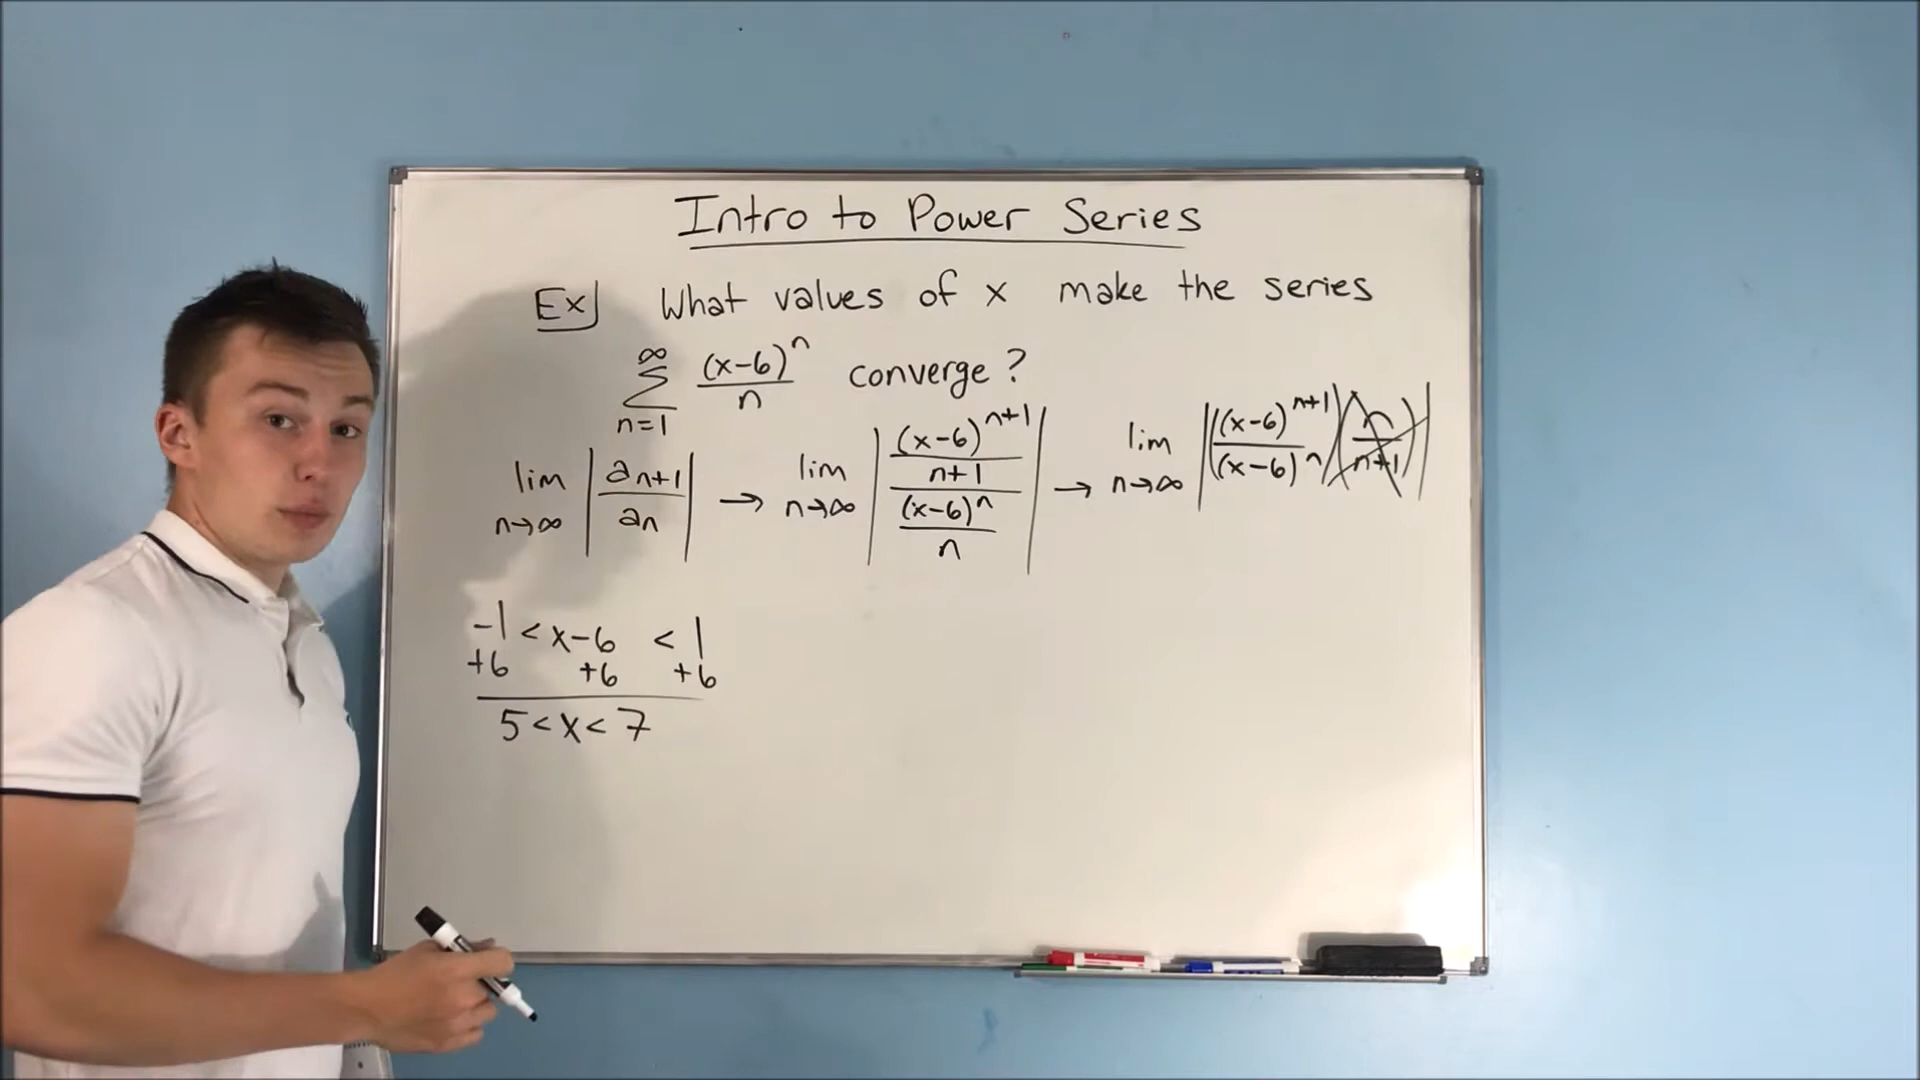 Intro to Power Series
Ex] What values of x make the series
∞
∑ (x-6)^n / n converge?
n=1
lim n→∞ | an+1 / an | → lim n→∞ | ((x-6)^n+1 / n+1) / ((x-6)^n / n) | → lim n→∞ | ((x-6)^n+1 / (x-6)^n) (n / n+1) |
-1 < x-6 < 1
+6 +6 +6
5 < x < 7